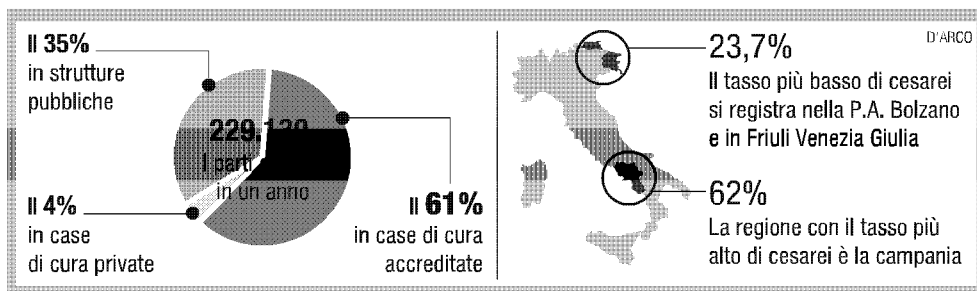 Il 35%
in strutture
pubbliche
229.130
I parti
in un anno
Il 4%
in case
di cura private
Il 61%
in case di cura
accreditate
D'ARCO
23,7%
Il tasso più basso di cesarei
si registra nella P.A. Bolzano
e in Friuli Venezia Giulia
62%
La regione con il tasso più
alto di cesarei è la campania